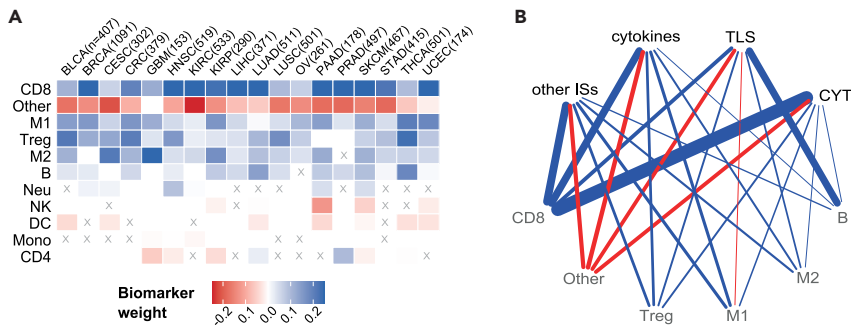 A
BLCA(n=407)
BRCA(1091)
CESC(302)
CRC(379)
GBM(153)
HNSC(519)
KIRC(533)
KIRP(290)
LIHC(371)
LUAD(511)
LUSC(501)
OV(261)
PAAD(178)
PRAD(497)
SKCM(467)
STAD(415)
THCA(501)
UCEC(174)
CD8
Other
M1
Treg
M2
B
Neu
NK
DC
Mono
CD4
Biomarker
weight
-0.2
0.1
0.0
0.1
0.2
B
cytokines
TLS
other ISs
CYT
CD8
B
Other
M2
Treg
M1